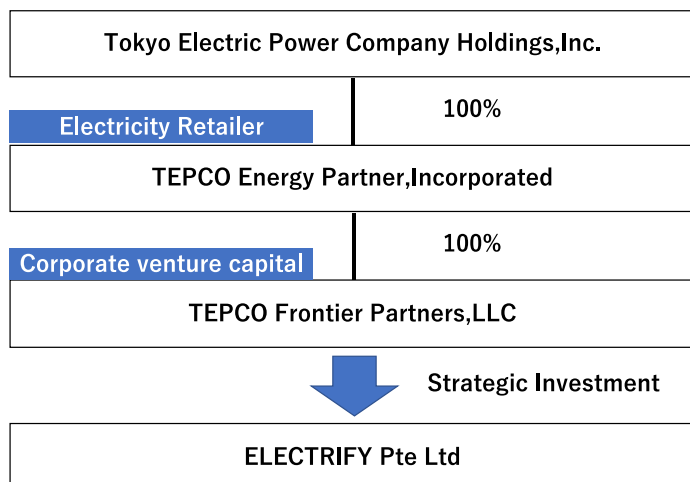 Tokyo Electric Power Company Holdings,Inc.
100%
Electricity Retailer
TEPCO Energy Partner,Incorporated
100%
Corporate venture capital
TEPCO Frontier Partners,LLC
Strategic Investment
ELECTRIFY Pte Ltd